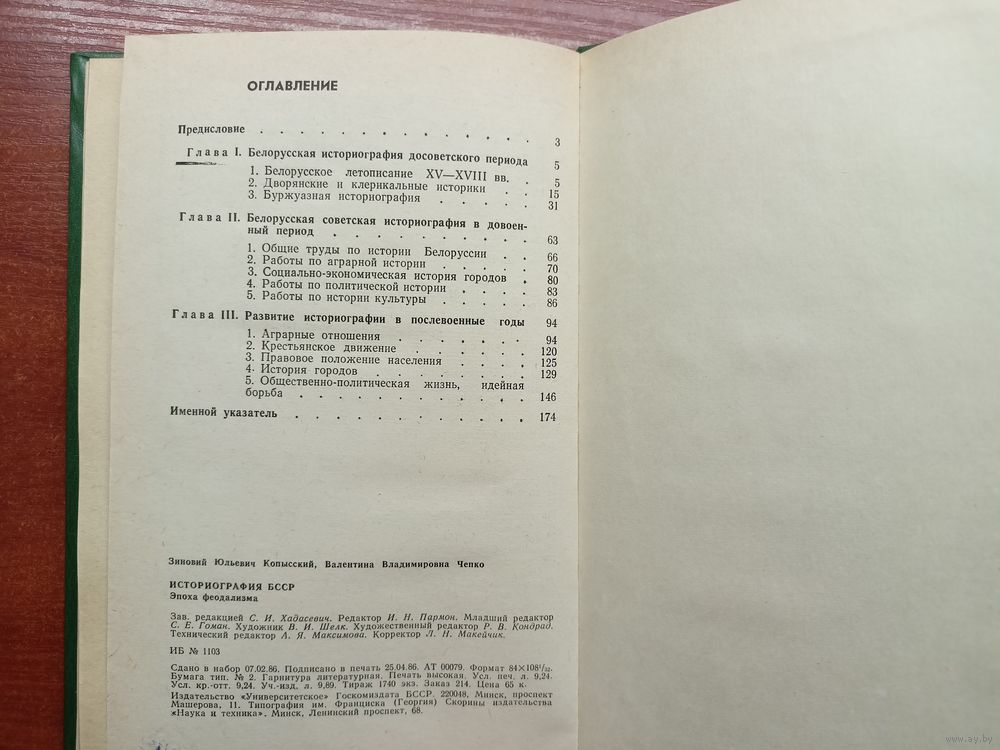 ОГЛАВЛЕНИЕ
Предисловие . . . . . . . . . . . . . . 3
Глава I. Белорусская историография досоветского периода 5
1. Белорусское летописание XV—XVIII вв. . 5
2. Дворянские и клерикальные историки . . 15
3. Буржуазная историография . . . . . 31
Глава II. Белорусская советская историография в довоен-
ный период . . . . . . . . . . 63
1. Общие труды по истории Белоруссии . . 66
2. Работы по аграрной истории . . . . . 70
3. Социально-экономическая история городов . 80
4. Работы по политической истории . . . . 83
5. Работы по истории культуры . . . . . 86
Глава III. Развитие историографии в послевоенные годы 94
1. Аграрные отношения . . . . . . . 94
2. Крестьянское движение . . . . . . 120
3. Правовое положение населения . . . . 125
4. История городов . . . . . . . . 129
5. Общественно-политическая жизнь, идейная
борьба . . . . . . . . . . . 146
Именной указатель . . . . . . . . . . . . 174
Зиновий Юльевич Копысский, Валентина Владимировна Чепко
ИСТОРИОГРАФИЯ БССР
Эпоха феодализма
Зав. редакцией С. И. Хадасевич. Редактор И. Н. Пармон. Младший редактор
С. Е. Гоман. Художник В. И. Шелк. Художественный редактор Р. В. Кондрад.
Технический редактор А. Я. Максимова. Корректор Л. Н. Макейчик.
ИБ № 1103
Сдано в набор 07.02.86. Подписано в печать 25.04.86. АТ 00079. Формат 84×108¹/₃₂.
Бумага тип. № 2. Гарнитура литературная. Печать высокая. Усл. печ. л. 9,24.
Усл. кр.-отт. 9,24. Уч.-изд. л. 9,89. Тираж 1740 экз. Заказ 214. Цена 65 к.
Издательство «Университетское» Госкомиздата БССР. 220048, Минск, проспект
Машерова, 11. Типография им. Франциска (Георгия) Скорины издательства
«Наука и техника». Минск, Ленинский проспект, 68.
www.ay.by